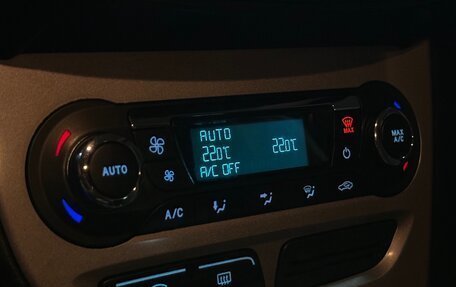 AUTO
22.0℃ 22.0℃
A/C OFF
MAX
AUTO
MAX
A/C
A/C